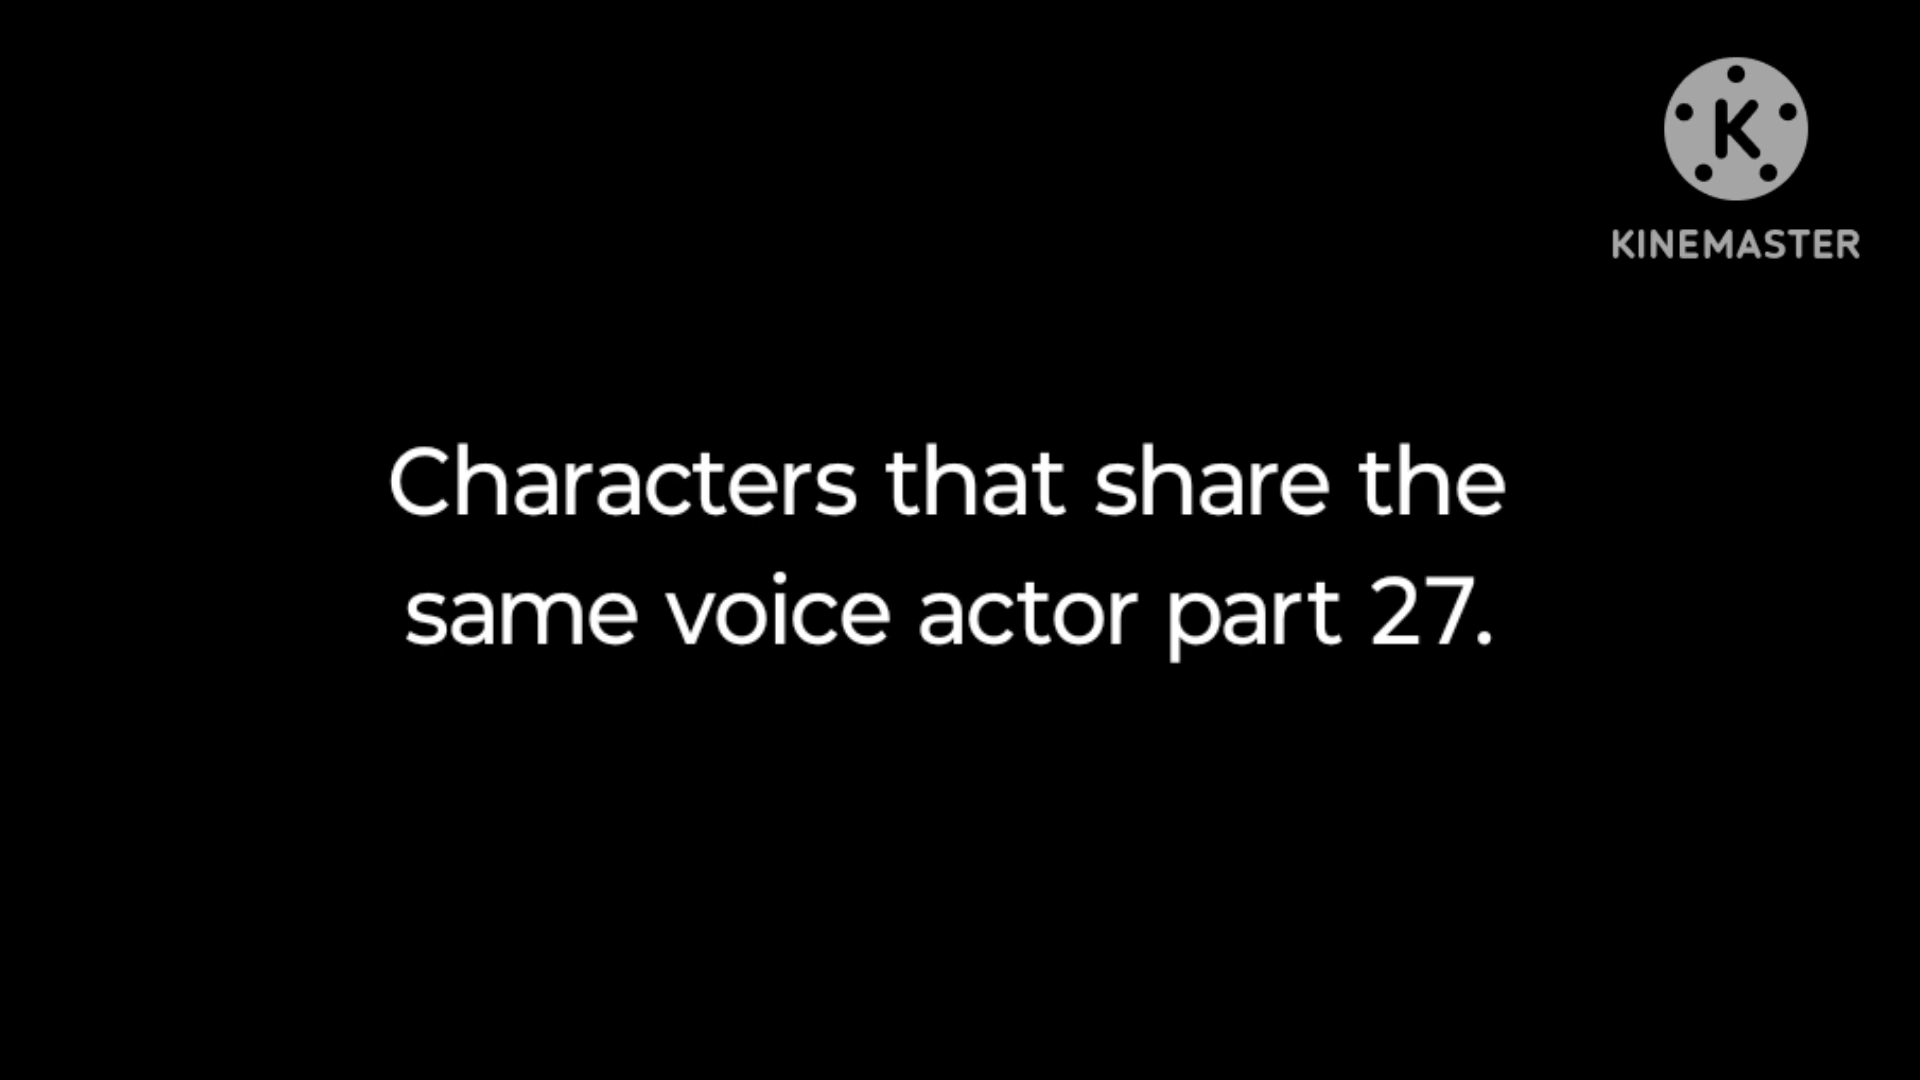 K
KINEMASTER
Characters that share the
same voice actor part 27.